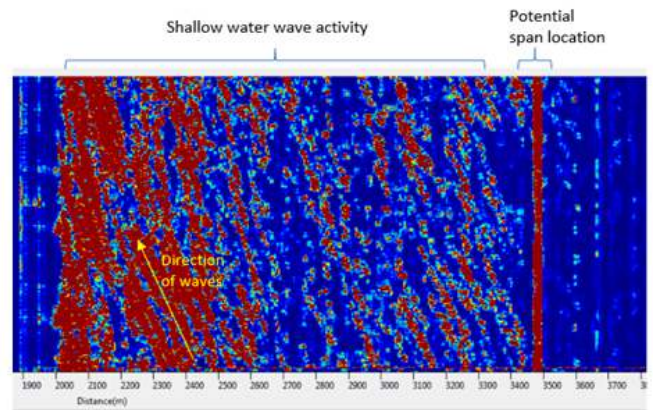 Shallow water wave activity
Potential
span location
Direction
of waves
1900 2000 2100 2200 2300 2400 2500 2600 2700 2800 2900 3000 3100 3200 3300 3400 3500 3600 3700
Distance(m)